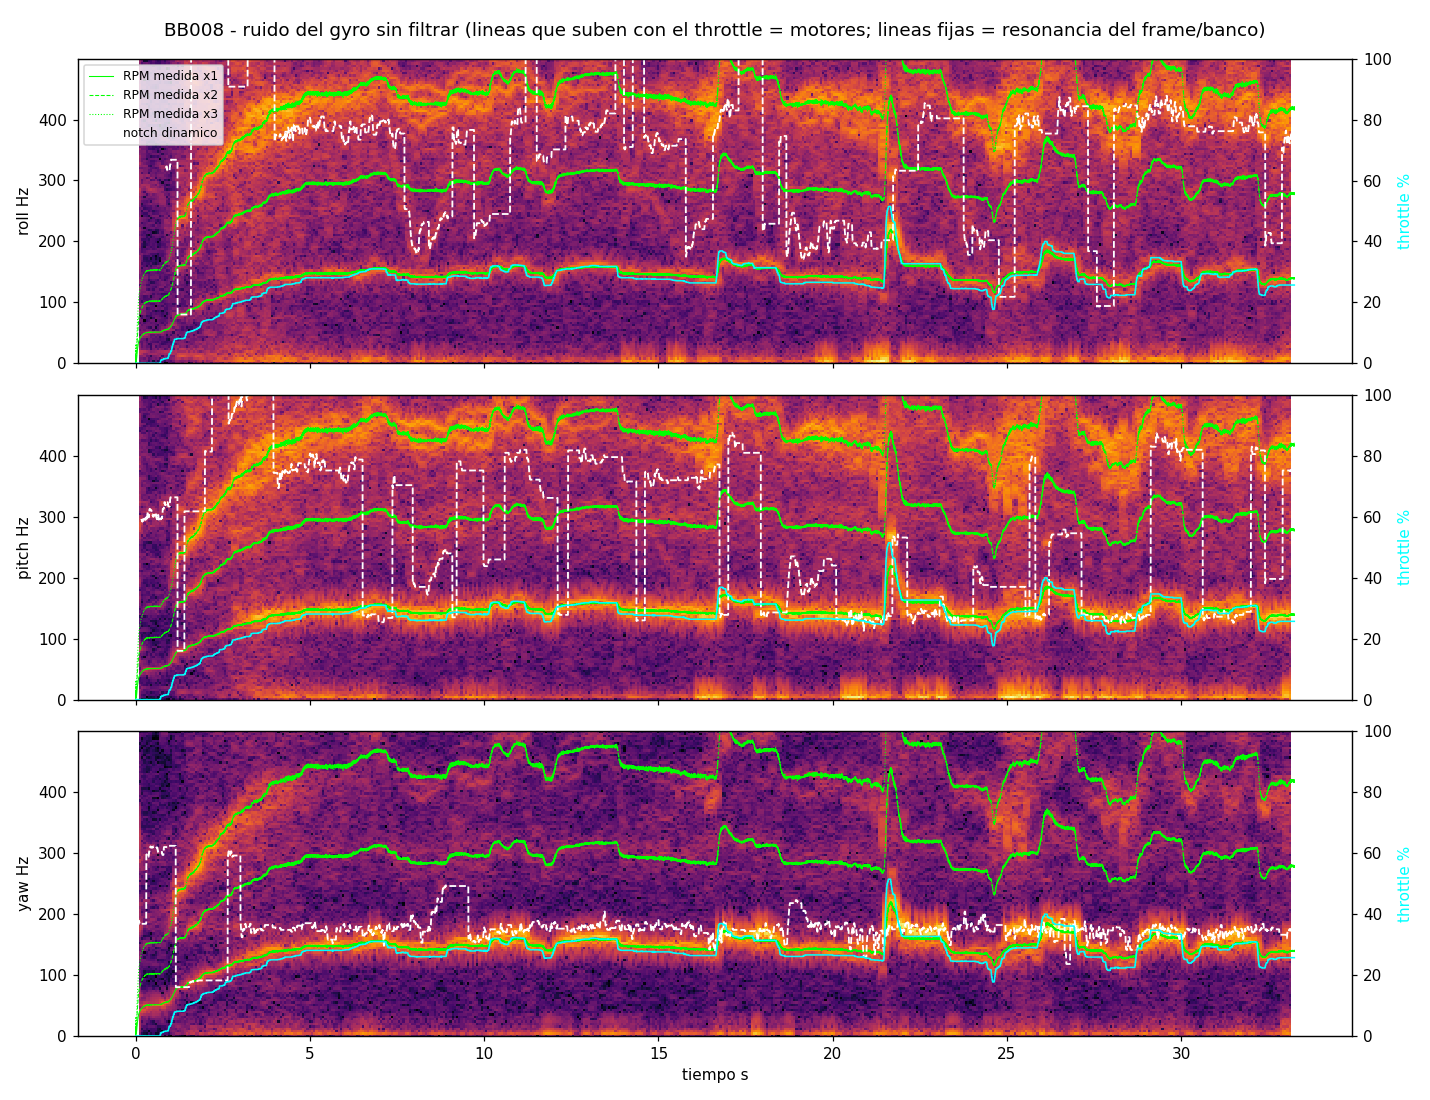 BB008 - ruido del gyro sin filtrar (lineas que suben con el throttle = motores; lineas fijas = resonancia del frame/banco)
RPM medida x1
RPM medida x2
RPM medida x3
notch dinamico
roll Hz
400
300
200
100
0
100
80
60
40
20
0
throttle %
pitch Hz
400
300
200
100
0
100
80
60
40
20
0
throttle %
yaw Hz
400
300
200
100
0
100
80
60
40
20
0
throttle %
0 5 10 15 20 25 30
tiempo s